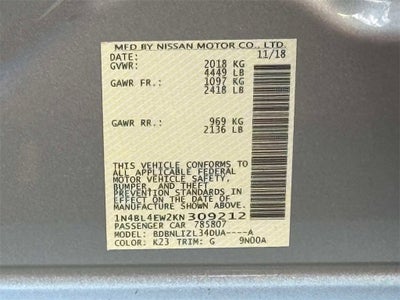 MFD BY NISSAN MOTOR CO., LTD.
DATE: 11/18
GVWR: 2018 KG
4449 LB
GAWR FR.: 1097 KG
2418 LB
GAWR RR.: 969 KG
2136 LB
THIS VEHICLE CONFORMS TO
ALL APPLICABLE FEDERAL
MOTOR VEHICLE SAFETY,
BUMPER, AND THEFT
IN EFFECT ON THE DATE OF
MANUFACTURE SHOWN ABOVE.
1N4BL4EW2KN 309212
PASSENGER CAR 785807
MODEL: BDBNLIZL34DUA----A
COLOR: K23 TRIM: G 9N00A